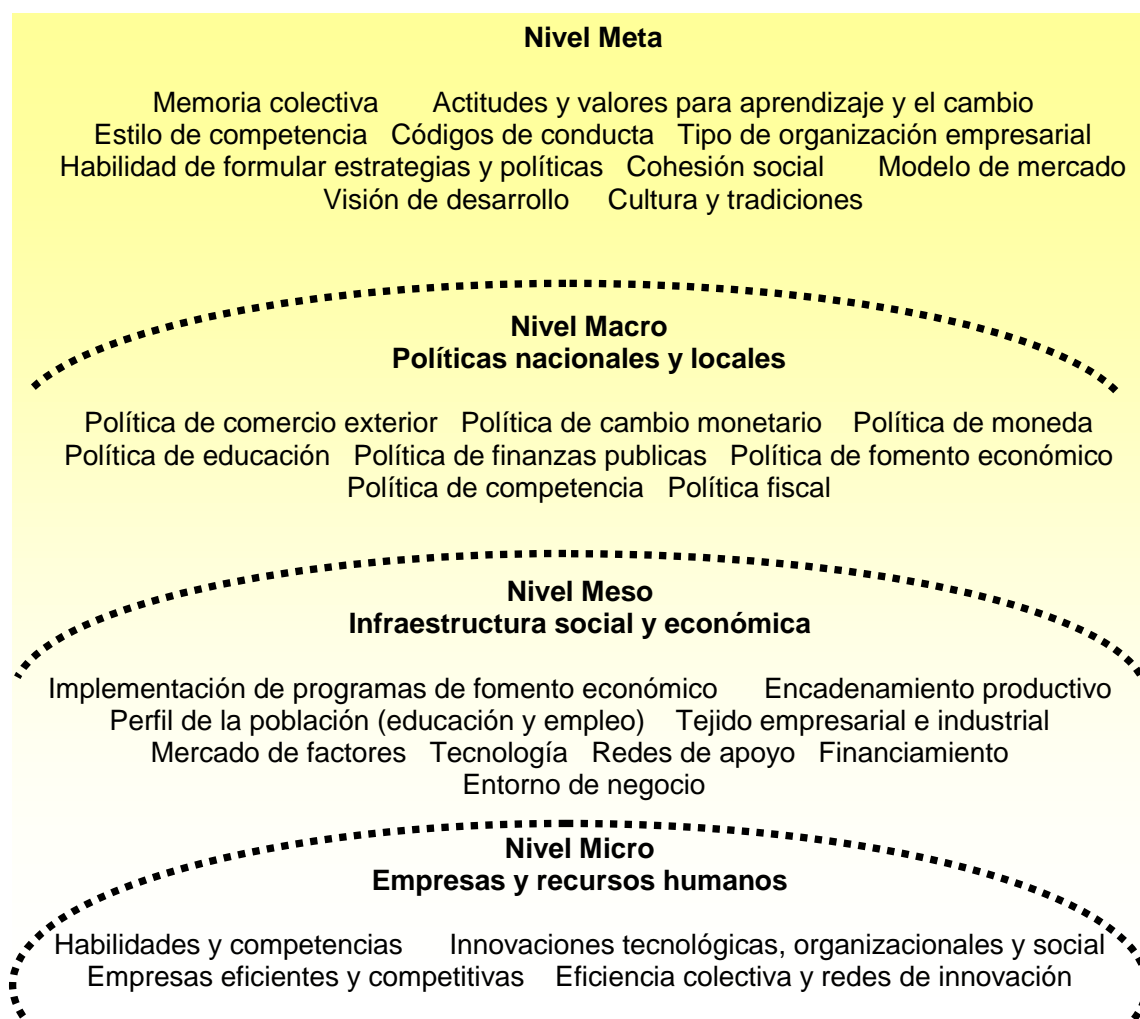 Nivel Meta
Memoria colectiva Actitudes y valores para aprendizaje y el cambio
Estilo de competencia Códigos de conducta Tipo de organización empresarial
Habilidad de formular estrategias y políticas Cohesión social Modelo de mercado
Visión de desarrollo Cultura y tradiciones
Nivel Macro
Políticas nacionales y locales
Política de comercio exterior Política de cambio monetario Política de moneda
Política de educación Política de finanzas publicas Política de fomento económico
Política de competencia Política fiscal
Nivel Meso
Infraestructura social y económica
Implementación de programas de fomento económico Encadenamiento productivo
Perfil de la población (educación y empleo) Tejido empresarial e industrial
Mercado de factores Tecnología Redes de apoyo Financiamiento
Entorno de negocio
Nivel Micro
Empresas y recursos humanos
Habilidades y competencias Innovaciones tecnológicas, organizacionales y social
Empresas eficientes y competitivas Eficiencia colectiva y redes de innovación